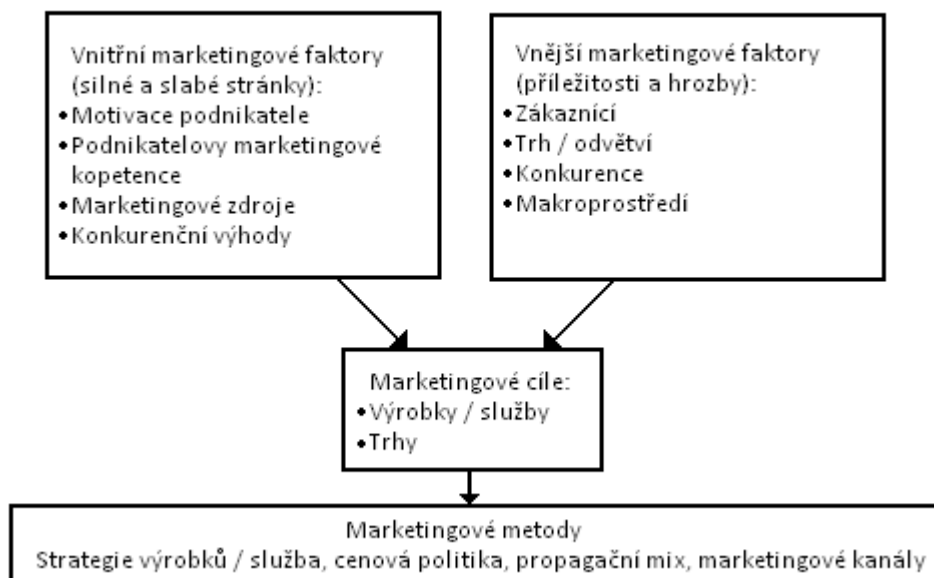 Vnitřní marketingové faktory
(silné a slabé stránky):
•Motivace podnikatele
•Podnikatelovy marketingové
kopetence
•Marketingové zdroje
•Konkurenční výhody
Vnější marketingové faktory
(příležitosti a hrozby):
•Zákaznící
•Trh / odvětví
•Konkurence
•Makroprostředí
Marketingové cíle:
•Výrobky / služby
•Trhy
Marketingové metody
Strategie výrobků / služba, cenová politika, propagační mix, marketingové kanály